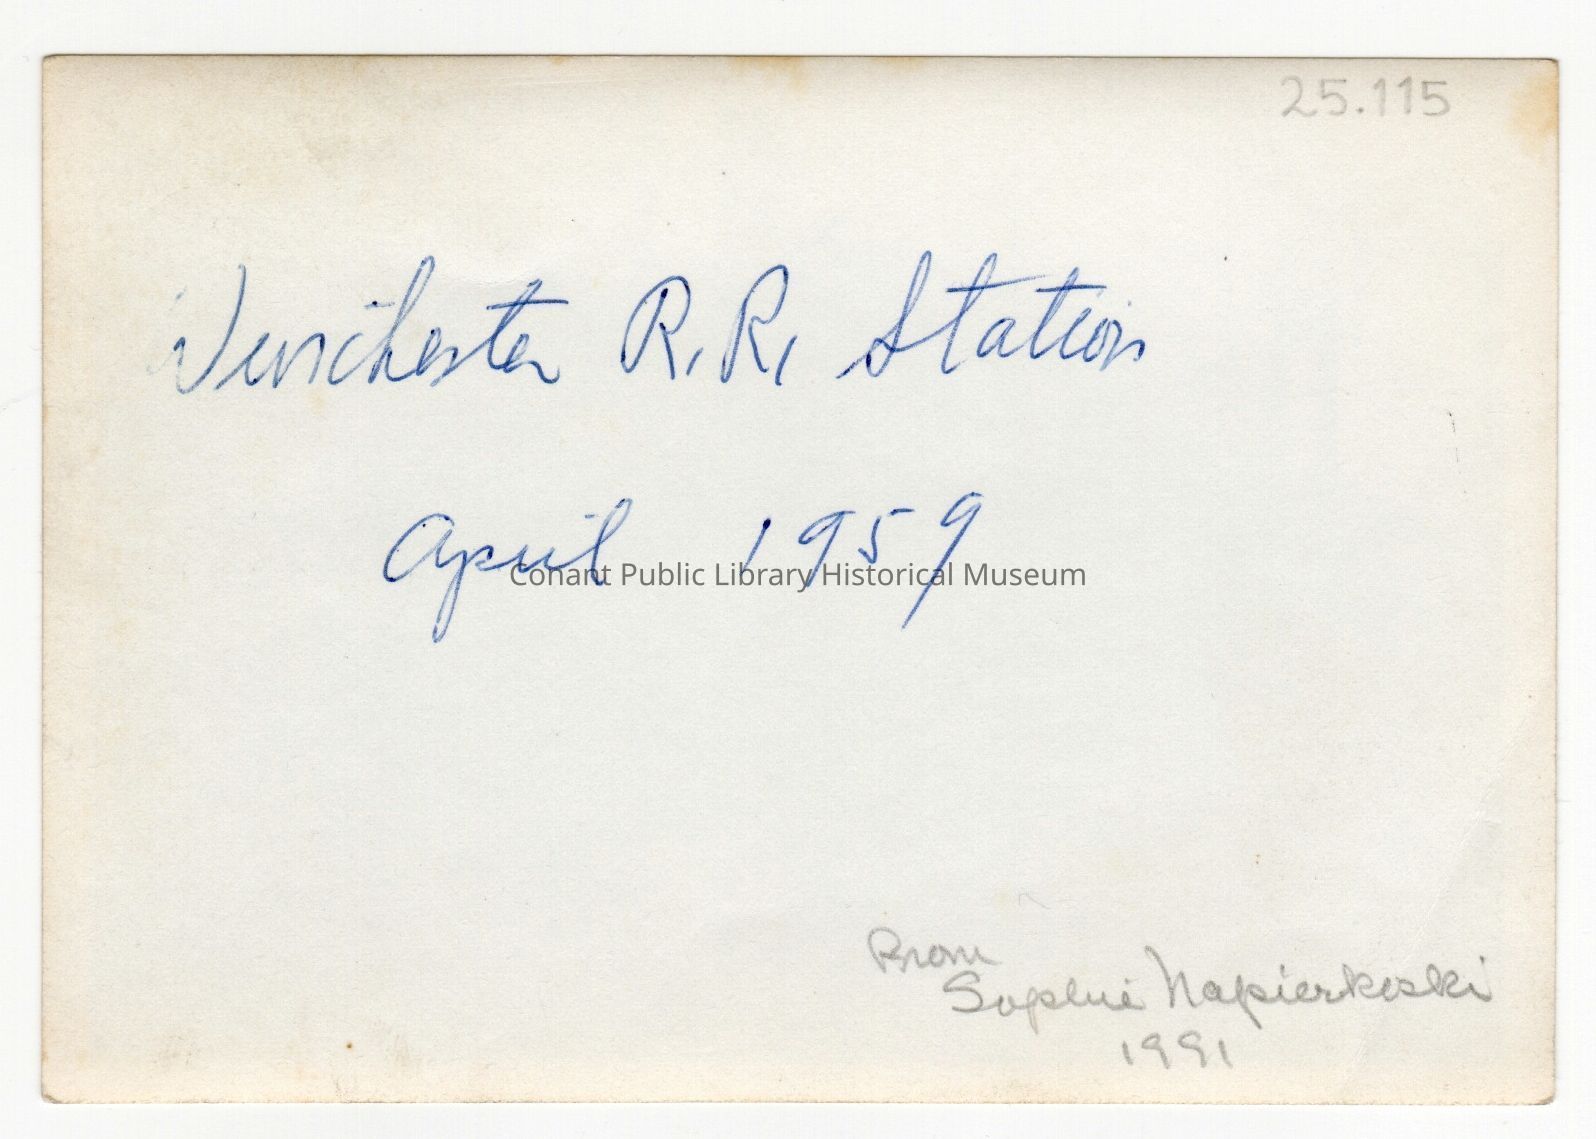 25.115
Winchester R.R. Station
April 1959
Conant Public Library Historical Museum
From
Sophie Napierkoski
1991